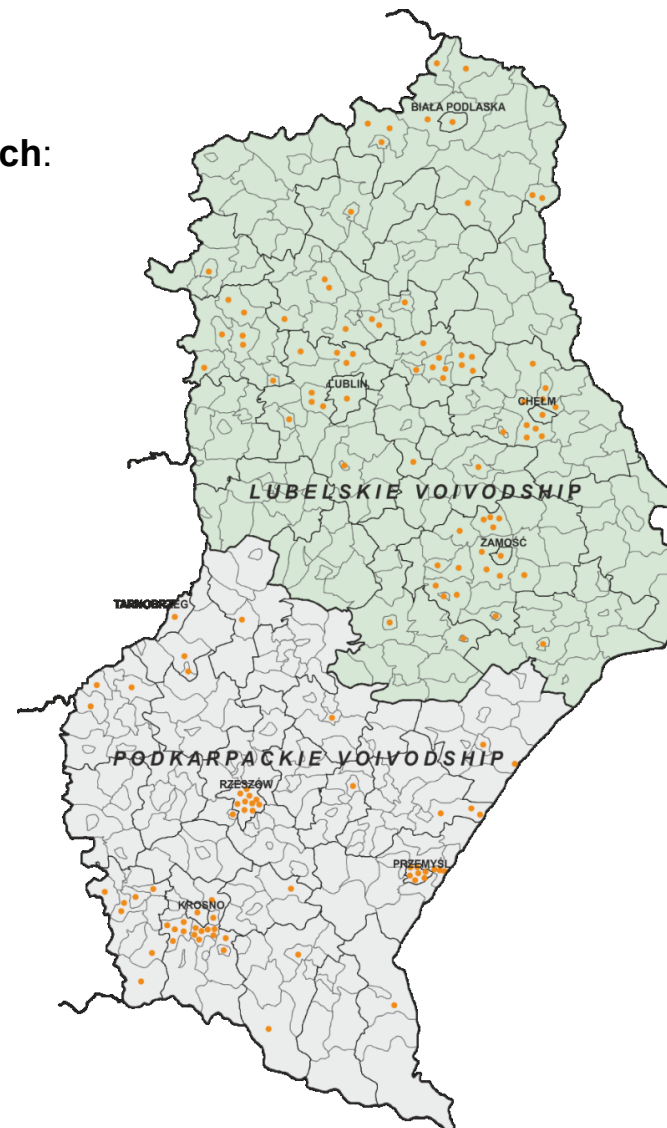 BIAŁA PODLASKA
ch:
LUBLIN
CHEŁM
LUBELSKIE VOIVODSHIP
ZAMOŚĆ
TARNOBRZEG
PODKARPACKIE VOIVODSHIP
RZESZÓW
PRZEMYŚL
KROSNO